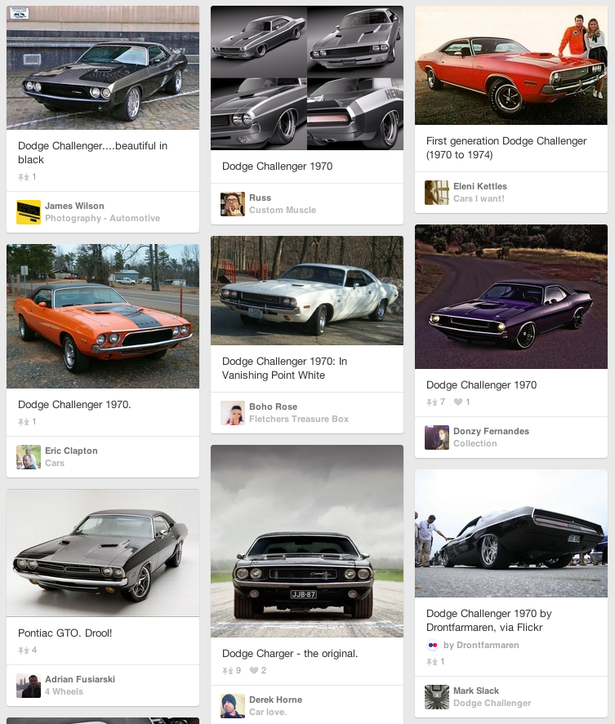 Dodge Challenger....beautiful in
black
1
James Wilson
Photography - Automotive
Dodge Challenger 1970.
1
Eric Clapton
Cars
Pontiac GTO. Drool!
4
Adrian Fusiarski
4 Wheels
Dodge Challenger 1970
Russ
Custom Muscle
Dodge Challenger 1970: In
Vanishing Point White
Boho Rose
Fletchers Treasure Box
JJB·87
Dodge Charger - the original.
9 2
Derek Horne
Car love.
First generation Dodge Challenger
(1970 to 1974)
Eleni Kettles
Cars I want!
Dodge Challenger 1970
7 1
Donzy Fernandes
Collection
Dodge Challenger 1970 by
Drontfarmaren, via Flickr
by Drontfarmaren
1
Mark Slack
Dodge Challenger